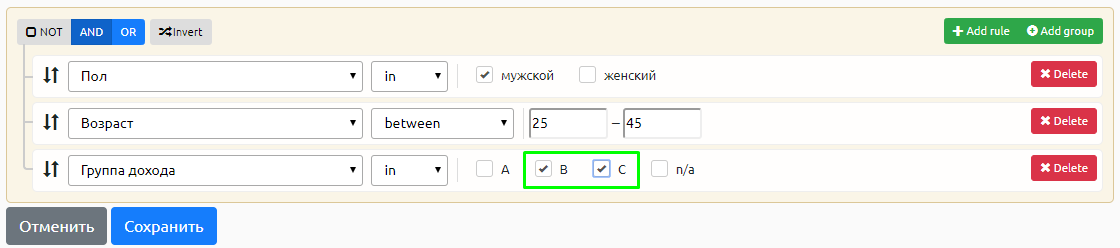 NOT AND OR Invert Add rule Add group
Пол in мужской женский Delete
Возраст between 25 – 45 Delete
Группа дохода in A B C n/a Delete
Отменить Сохранить